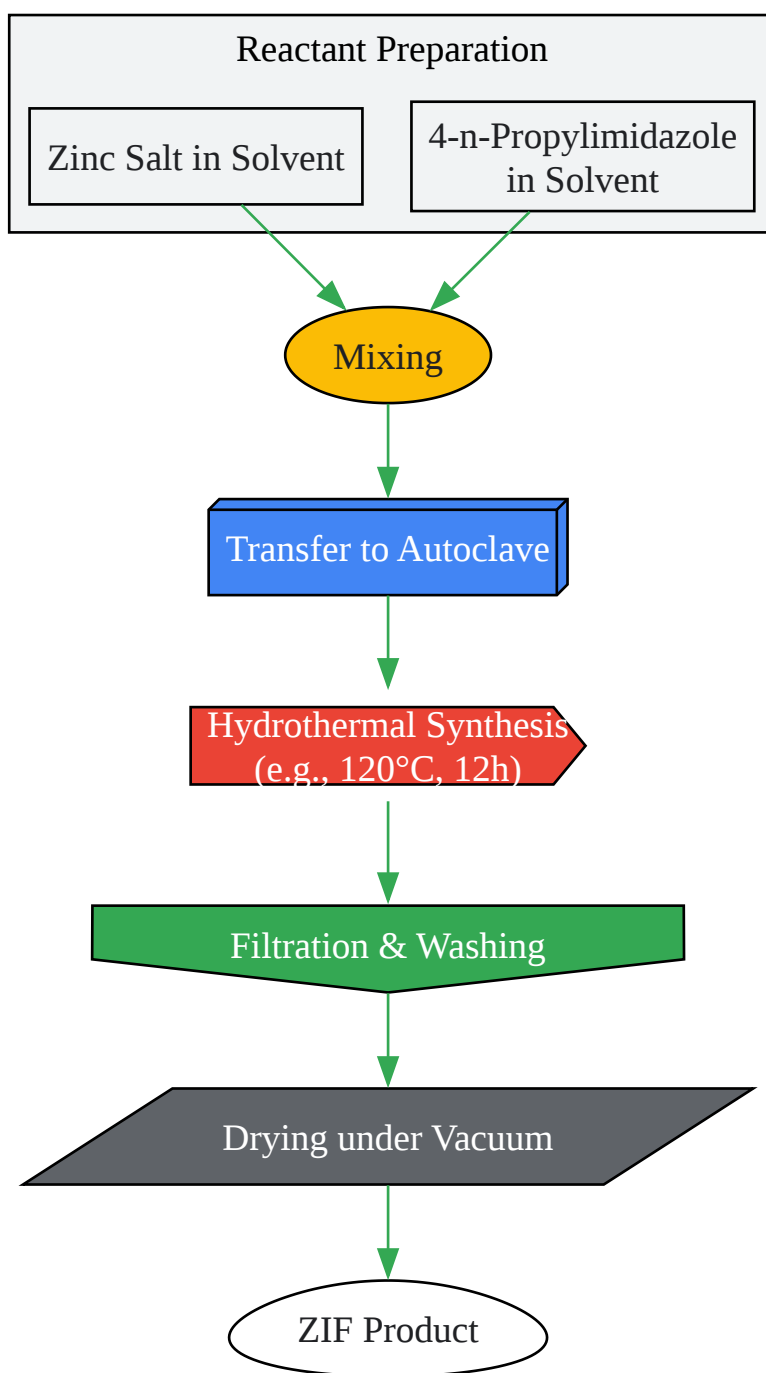 Reactant Preparation
Zinc Salt in Solvent
4-n-Propylimidazole
in Solvent
Mixing
Transfer to Autoclave
Hydrothermal Synthesis
(e.g., 120°C, 12h)
Filtration & Washing
Drying under Vacuum
ZIF Product